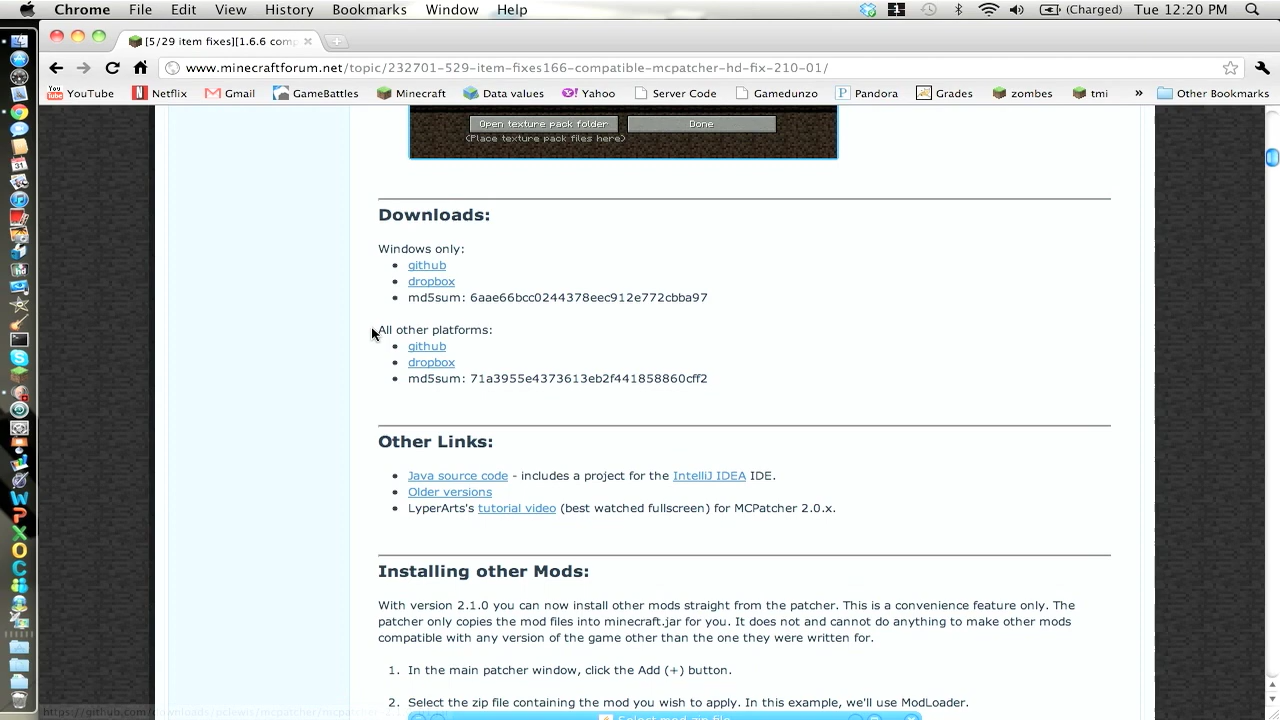 Chrome File Edit View History Bookmarks Window Help (Charged) Tue 12:20 PM
[5/29 item fixes][1.6.6 comp
www.minecraftforum.net/topic/232701-529-item-fixes166-compatible-mcpatcher-hd-fix-210-01/
YouTube Netflix Gmail GameBattles Minecraft Data values Yahoo Server Code Gamedunzo Pandora Grades zombes tmi » Other Bookmarks
Open texture pack folder Done
(Place texture pack files here)
Downloads:
Windows only:
• github
• dropbox
• md5sum: 6aae66bcc0244378eec912e772cbba97
All other platforms:
• github
• dropbox
• md5sum: 71a3955e4373613eb2f441858860cff2
Other Links:
• Java source code - includes a project for the IntelliJ IDEA IDE.
• Older versions
• LyperArts's tutorial video (best watched fullscreen) for MCPatcher 2.0.x.
Installing other Mods:
With version 2.1.0 you can now install other mods straight from the patcher. This is a convenience feature only. The
patcher only copies the mod files into minecraft.jar for you. It does not and cannot do anything to make other mods
compatible with any version of the game other than the one they were written for.
1. In the main patcher window, click the Add (+) button.
2. Select the zip file containing the mod you wish to apply. In this example, we'll use ModLoader.
Select mod zip file